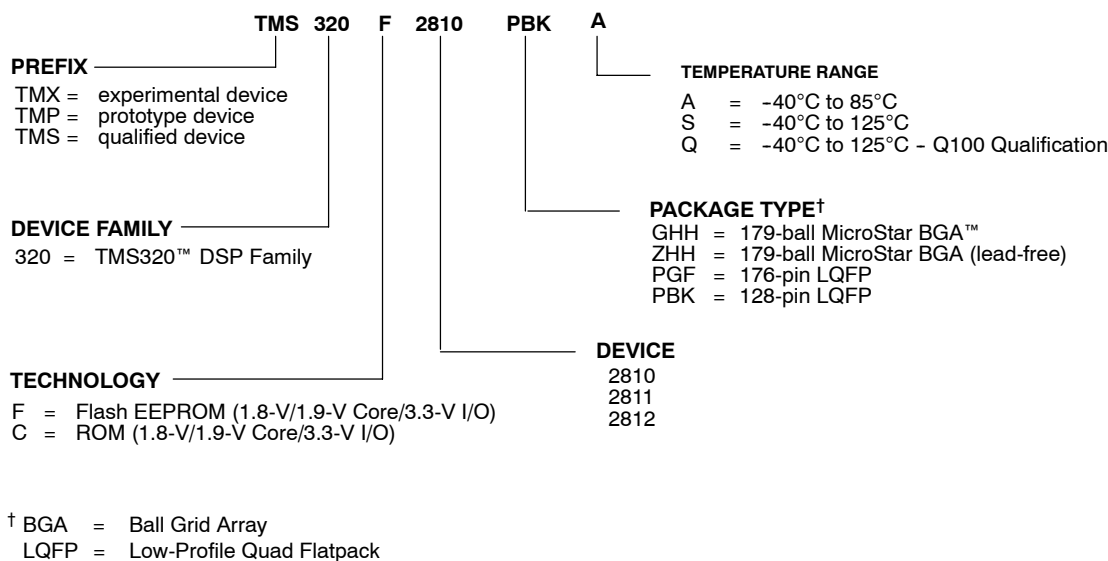 TMS 320 F 2810 PBK A
PREFIX
TMX = experimental device
TMP = prototype device
TMS = qualified device
TEMPERATURE RANGE
A = -40°C to 85°C
S = -40°C to 125°C
Q = -40°C to 125°C - Q100 Qualification
DEVICE FAMILY
320 = TMS320™ DSP Family
PACKAGE TYPE†
GHH = 179-ball MicroStar BGA™
ZHH = 179-ball MicroStar BGA (lead-free)
PGF = 176-pin LQFP
PBK = 128-pin LQFP
DEVICE
2810
2811
2812
TECHNOLOGY
F = Flash EEPROM (1.8-V/1.9-V Core/3.3-V I/O)
C = ROM (1.8-V/1.9-V Core/3.3-V I/O)
† BGA = Ball Grid Array
LQFP = Low-Profile Quad Flatpack